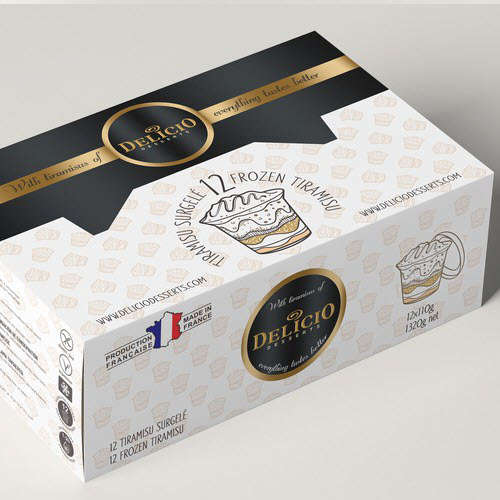 With tiramisus of
DELICIO
DESSERTS
everything tastes better
TIRAMISU SURGELÉ 12 FROZEN TIRAMISU
WWW.DELICIODESSERTS.COM
WWW.DELICIODESSERTS.COM
PRODUCTION
FRANÇAISE
MADE IN
FRANCE
With tiramisus of
DELICIO
DESSERTS
everything tastes better
12x110g
1320g net
12 TIRAMISU SURGELÉ
12 FROZEN TIRAMISU